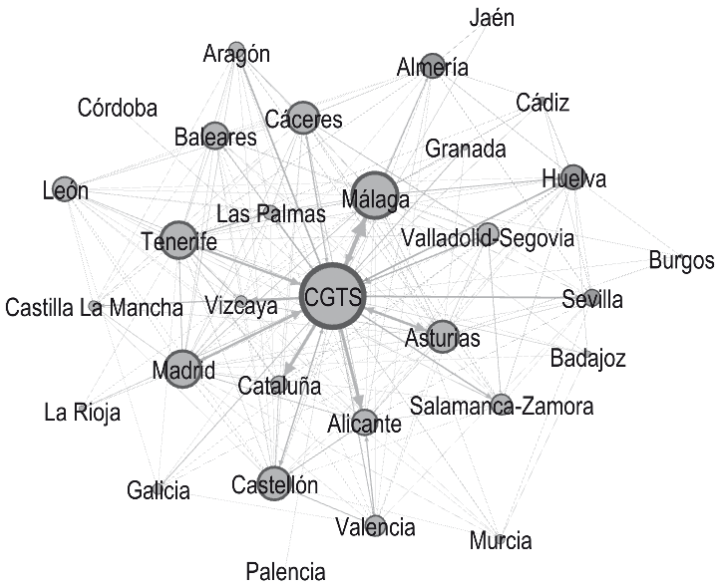 Jaén
Aragón
Almería
Córdoba
Cáceres
Cádiz
Baleares
Granada
León
Málaga
Huelva
Las Palmas
Tenerife
Valladolid-Segovia
Burgos
CGTS
Sevilla
Castilla La Mancha
Vizcaya
Asturias
Badajoz
Madrid
Cataluña
La Rioja
Salamanca-Zamora
Alicante
Galicia
Castellón
Valencia
Murcia
Palencia